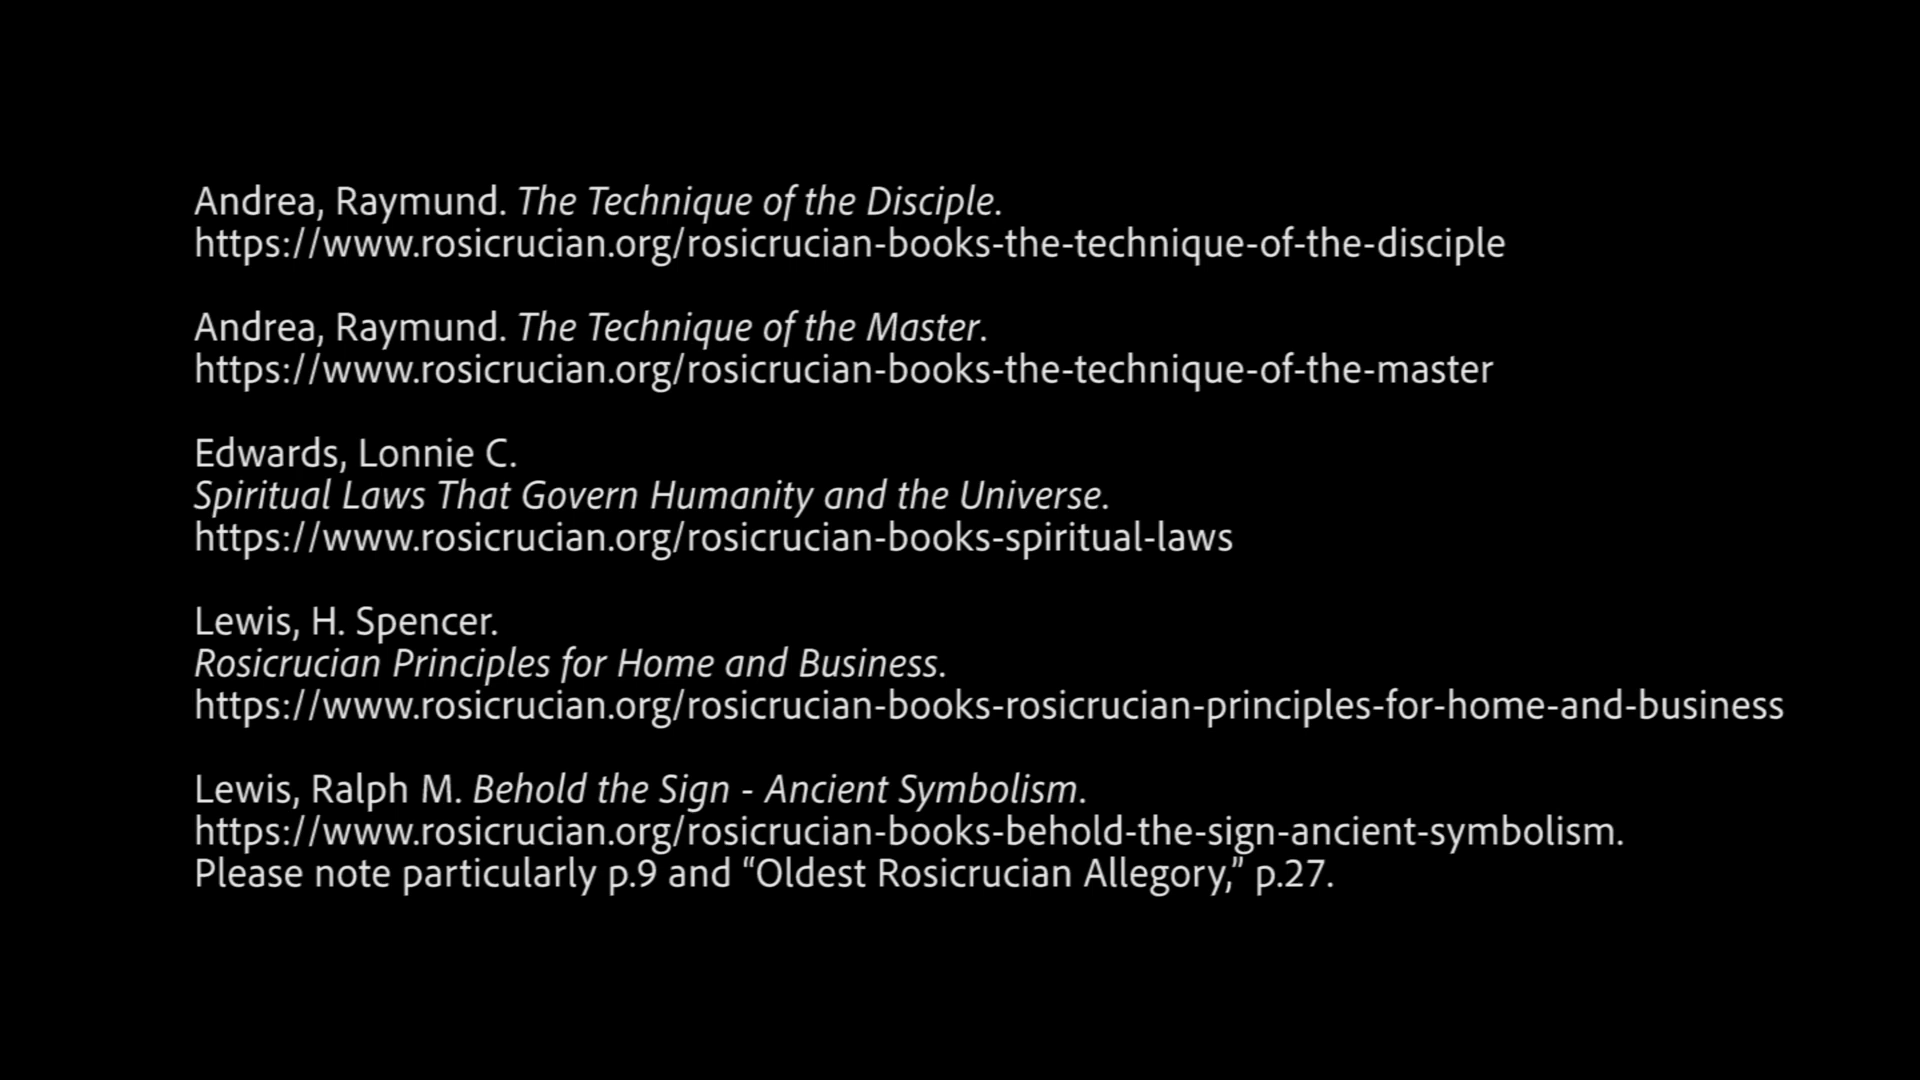 Andrea, Raymund. The Technique of the Disciple.
https://www.rosicrucian.org/rosicrucian-books-the-technique-of-the-disciple
Andrea, Raymund. The Technique of the Master.
https://www.rosicrucian.org/rosicrucian-books-the-technique-of-the-master
Edwards, Lonnie C.
Spiritual Laws That Govern Humanity and the Universe.
https://www.rosicrucian.org/rosicrucian-books-spiritual-laws
Lewis, H. Spencer.
Rosicrucian Principles for Home and Business.
https://www.rosicrucian.org/rosicrucian-books-rosicrucian-principles-for-home-and-business
Lewis, Ralph M. Behold the Sign - Ancient Symbolism.
https://www.rosicrucian.org/rosicrucian-books-behold-the-sign-ancient-symbolism.
Please note particularly p.9 and “Oldest Rosicrucian Allegory,” p.27.